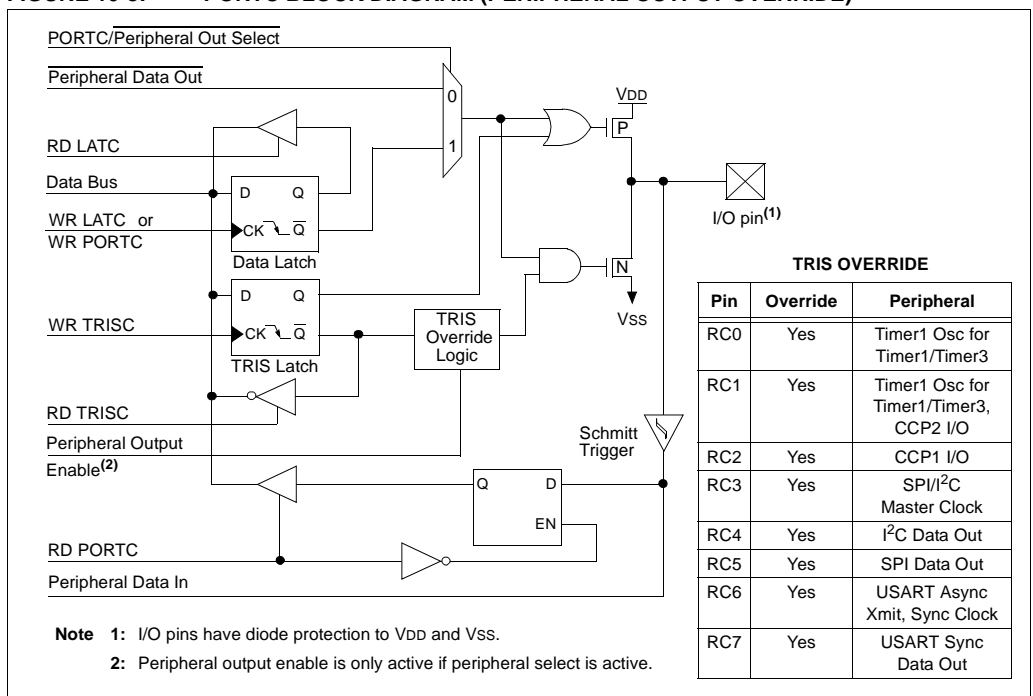 PORTC/Peripheral Out Select
Peripheral Data Out
0
1
VDD
P
RD LATC
Data Bus
D Q
WR LATC or
WR PORTC
CK Q
Data Latch
I/O pin(1)
D Q
WR TRISC
CK Q
TRIS Latch
TRIS
Override
Logic
N
VSS
RD TRISC
Peripheral Output
Enable(2)
Schmitt
Trigger
Q D
EN
RD PORTC
Peripheral Data In
TRIS OVERRIDE
Pin Override Peripheral
RC0 Yes Timer1 Osc for
Timer1/Timer3
RC1 Yes Timer1 Osc for
Timer1/Timer3,
CCP2 I/O
RC2 Yes CCP1 I/O
RC3 Yes SPI/I2C
Master Clock
RC4 Yes I2C Data Out
RC5 Yes SPI Data Out
RC6 Yes USART Async
Xmit, Sync Clock
RC7 Yes USART Sync
Data Out
Note 1: I/O pins have diode protection to VDD and VSS.
2: Peripheral output enable is only active if peripheral select is active.